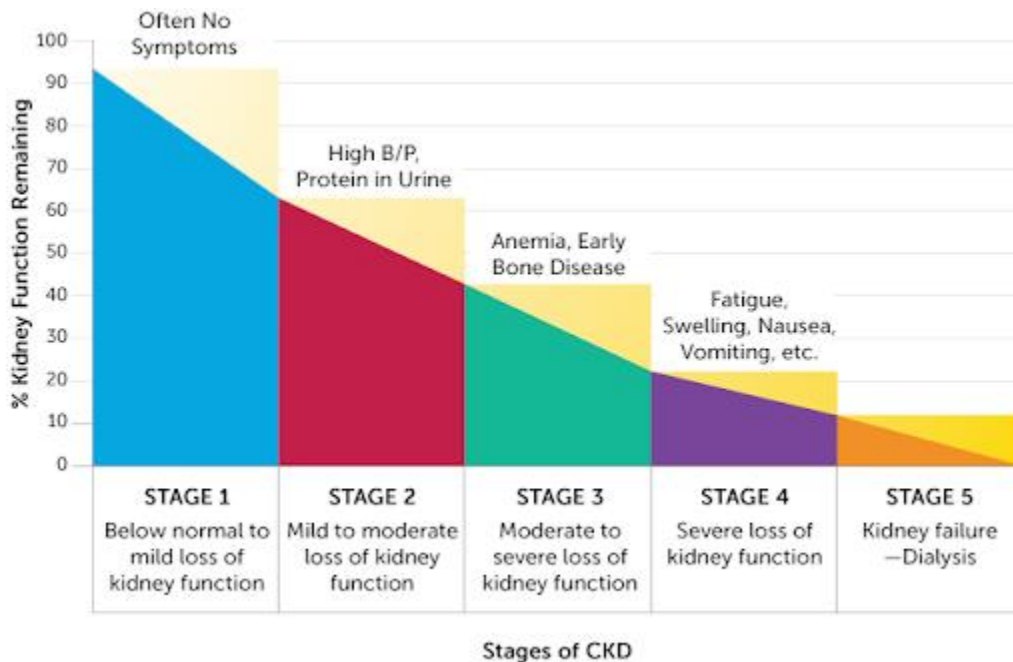 Often No
Symptoms
High B/P,
Protein in Urine
Anemia, Early
Bone Disease
Fatigue,
Swelling, Nausea,
Vomiting, etc.
% Kidney Function Remaining
100
90
80
70
60
50
40
30
20
10
0
STAGE 1
Below normal to
mild loss of
kidney function
STAGE 2
Mild to moderate
loss of kidney
function
STAGE 3
Moderate to
severe loss of
kidney function
STAGE 4
Severe loss of
kidney function
STAGE 5
Kidney failure
—Dialysis
Stages of CKD